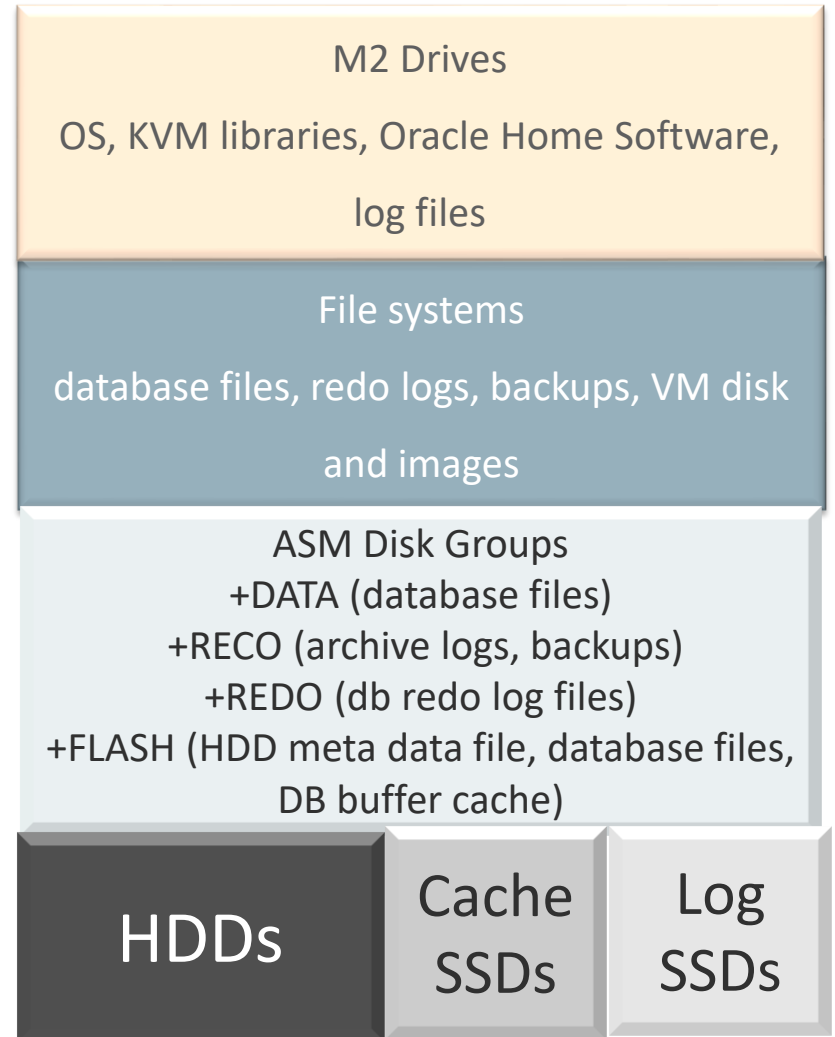 M2 Drives
OS, KVM libraries, Oracle Home Software,
log files
File systems
database files, redo logs, backups, VM disk
and images
ASM Disk Groups
+DATA (database files)
+RECO (archive logs, backups)
+REDO (db redo log files)
+FLASH (HDD meta data file, database files,
DB buffer cache)
HDDs
Cache
SSDs
Log
SSDs